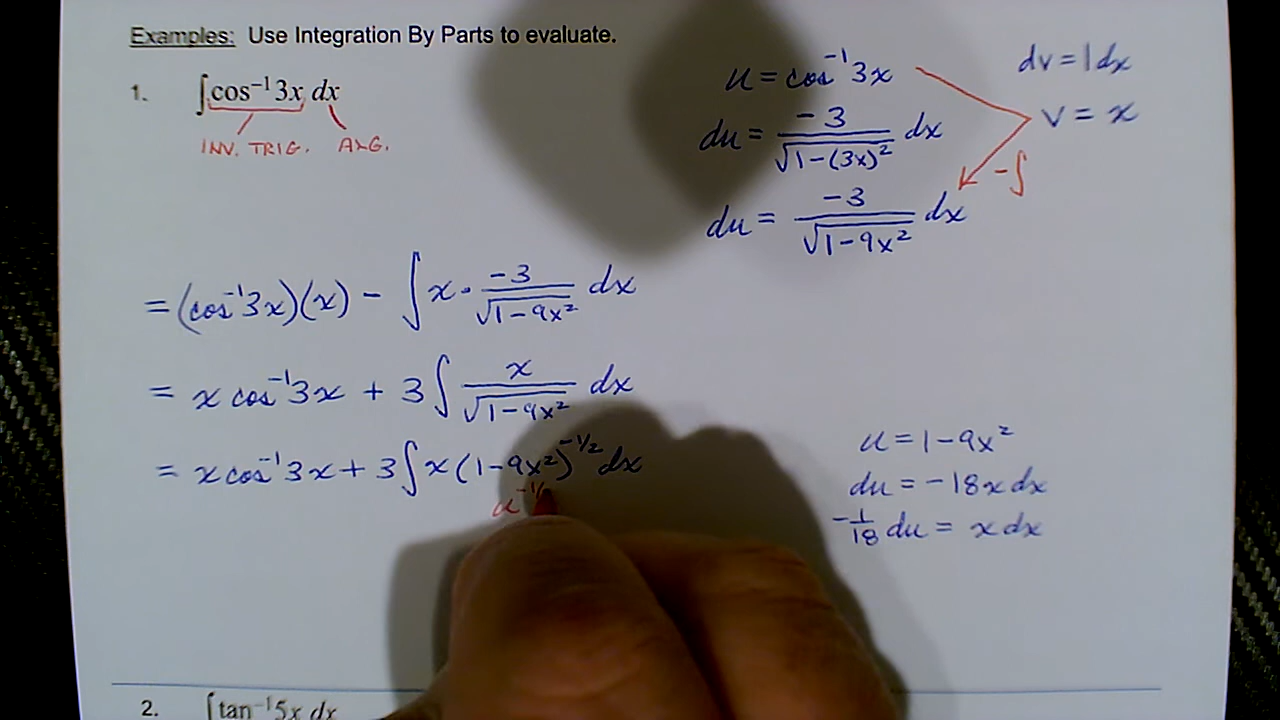 Examples: Use Integration By Parts to evaluate.
1. ∫cos⁻¹3x dx
INV. TRIG. ALG.
u = cos⁻¹3x
dv = 1dx
du = -3/√(1-(3x)²) dx
v = x
-∫
du = -3/√(1-9x²) dx
= (cos⁻¹3x)(x) - ∫x · -3/√(1-9x²) dx
= x cos⁻¹3x + 3∫ x/√(1-9x²) dx
= x cos⁻¹3x + 3∫x(1-9x²)^(-1/2) dx
u = 1-9x²
du = -18x dx
-1/18 du = x dx
2. ∫tan⁻¹5x dx